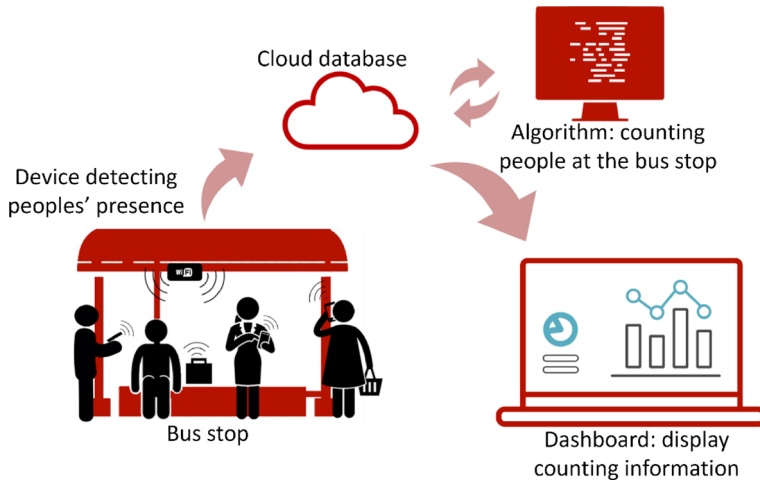 Cloud database
Algorithm: counting
people at the bus stop
Device detecting
peoples’ presence
WiFi
Bus stop
Dashboard: display
counting information